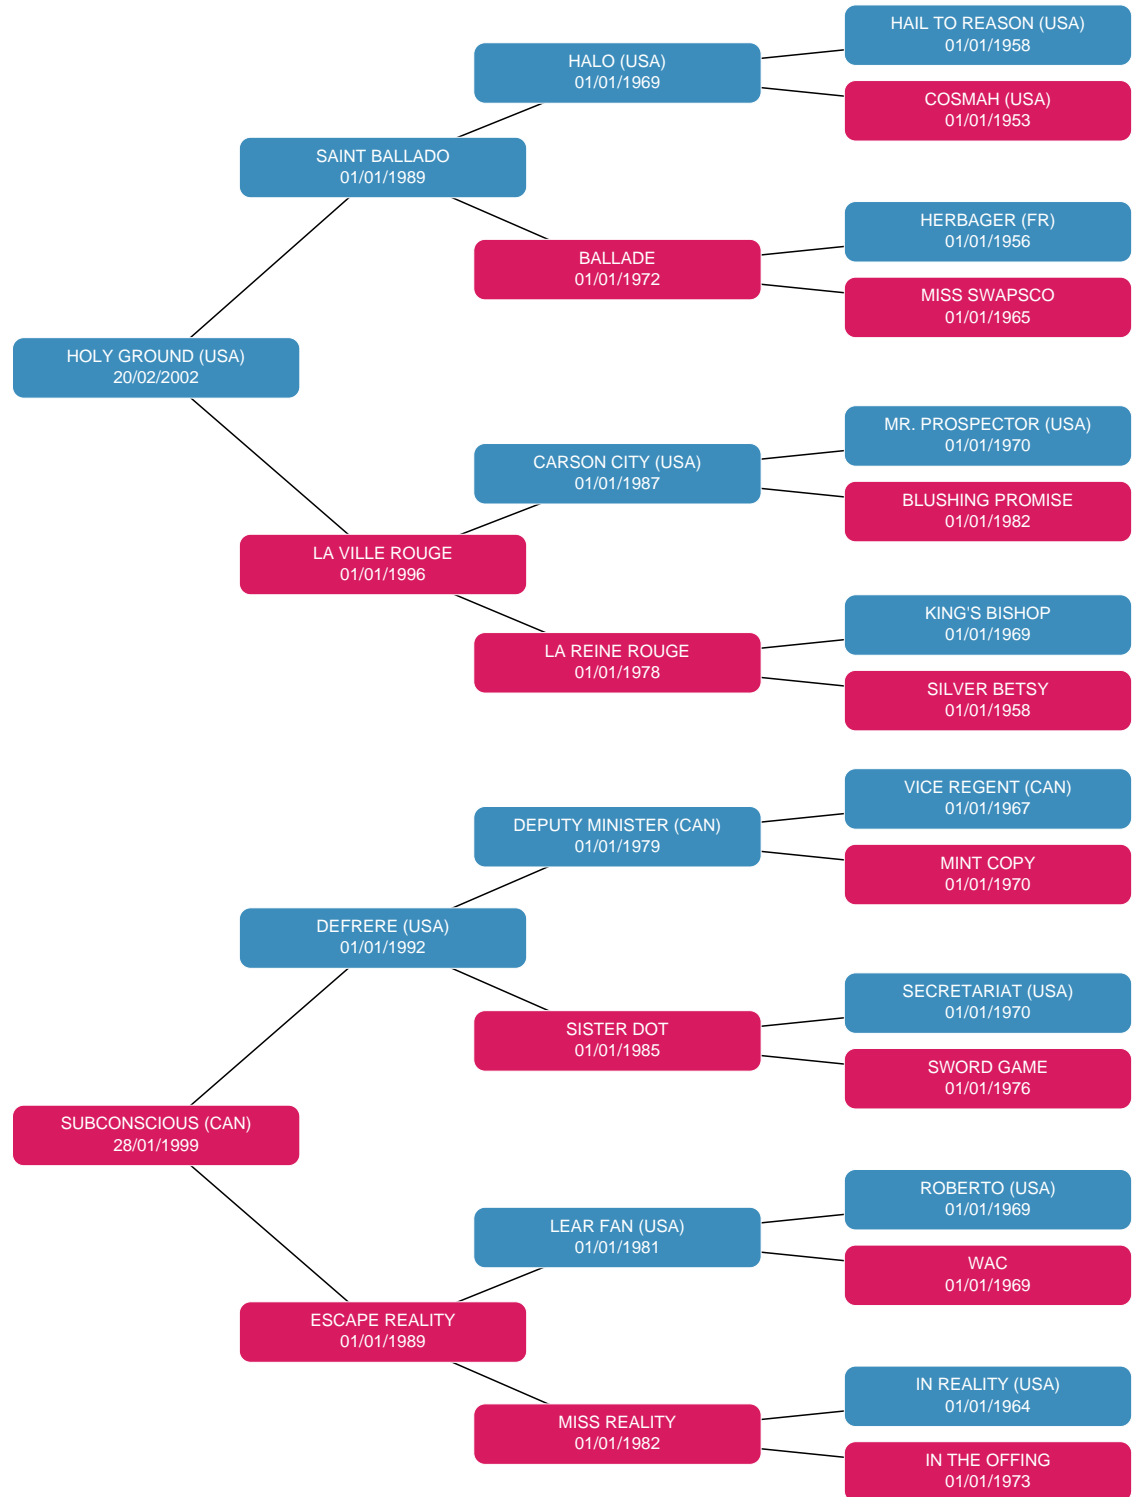 HAIL TO REASON (USA)
01/01/1958
HALO (USA)
01/01/1969
COSMAH (USA)
01/01/1953
SAINT BALLADO
01/01/1989
HERBAGER (FR)
01/01/1956
BALLADE
01/01/1972
MISS SWAPSCO
01/01/1965
HOLY GROUND (USA)
20/02/2002
MR. PROSPECTOR (USA)
01/01/1970
CARSON CITY (USA)
01/01/1987
BLUSHING PROMISE
01/01/1982
LA VILLE ROUGE
01/01/1996
KING'S BISHOP
01/01/1969
LA REINE ROUGE
01/01/1978
SILVER BETSY
01/01/1958
VICE REGENT (CAN)
01/01/1967
DEPUTY MINISTER (CAN)
01/01/1979
MINT COPY
01/01/1970
DEFRERE (USA)
01/01/1992
SECRETARIAT (USA)
01/01/1970
SISTER DOT
01/01/1985
SWORD GAME
01/01/1976
SUBCONSCIOUS (CAN)
28/01/1999
ROBERTO (USA)
01/01/1969
LEAR FAN (USA)
01/01/1981
WAC
01/01/1969
ESCAPE REALITY
01/01/1989
IN REALITY (USA)
01/01/1964
MISS REALITY
01/01/1982
IN THE OFFING
01/01/1973